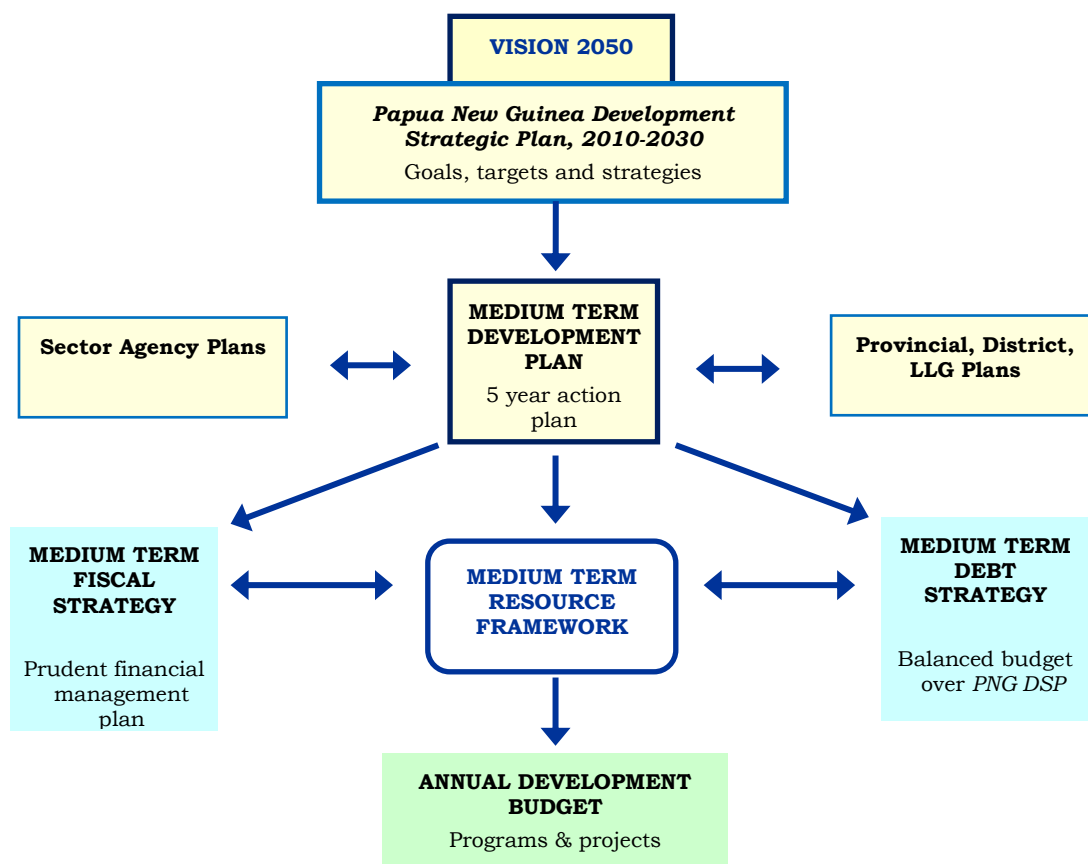 VISION 2050
Papua New Guinea Development
Strategic Plan, 2010-2030
Goals, targets and strategies
MEDIUM TERM
DEVELOPMENT
PLAN
5 year action
plan
Sector Agency Plans
Provincial, District,
LLG Plans
MEDIUM TERM
FISCAL
STRATEGY
Prudent financial
management
plan
MEDIUM TERM
RESOURCE
FRAMEWORK
MEDIUM TERM
DEBT
STRATEGY
Balanced budget
over PNG DSP
ANNUAL DEVELOPMENT
BUDGET
Programs & projects